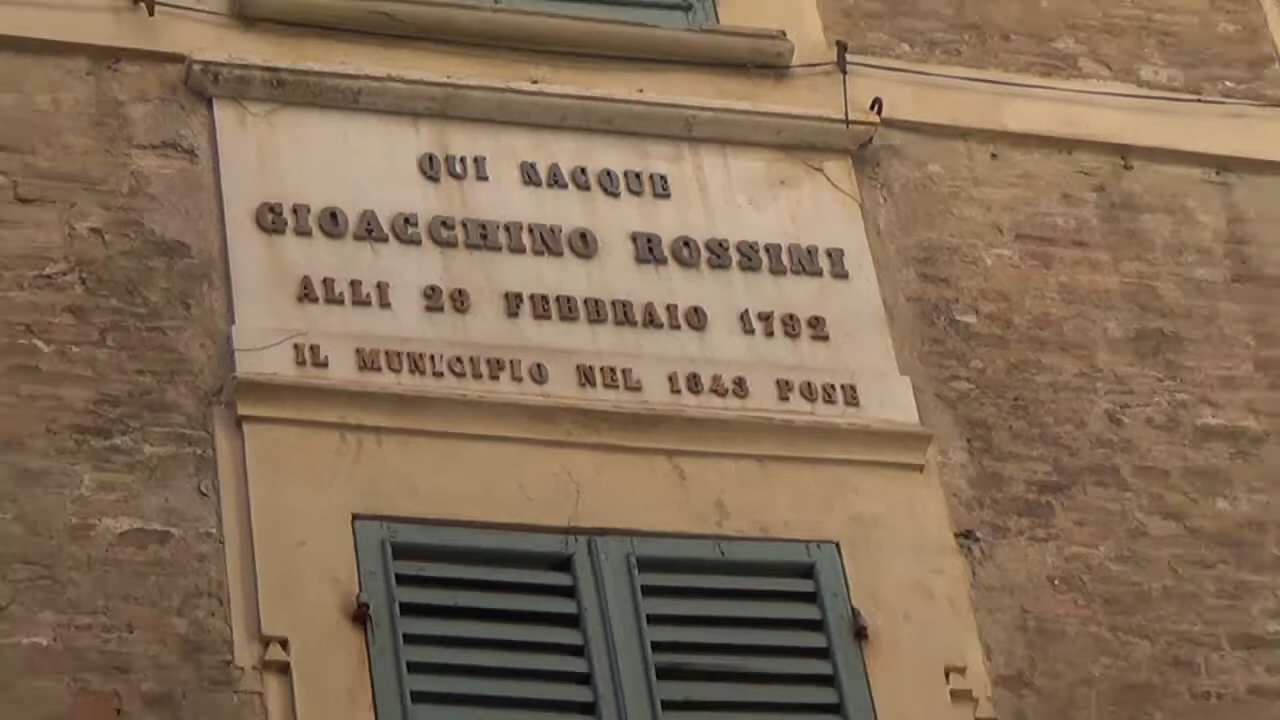 QUI NACQUE
GIOACCHINO ROSSINI
ALLI 29 FEBBRAIO 1792
IL MUNICIPIO NEL 1843 POSE